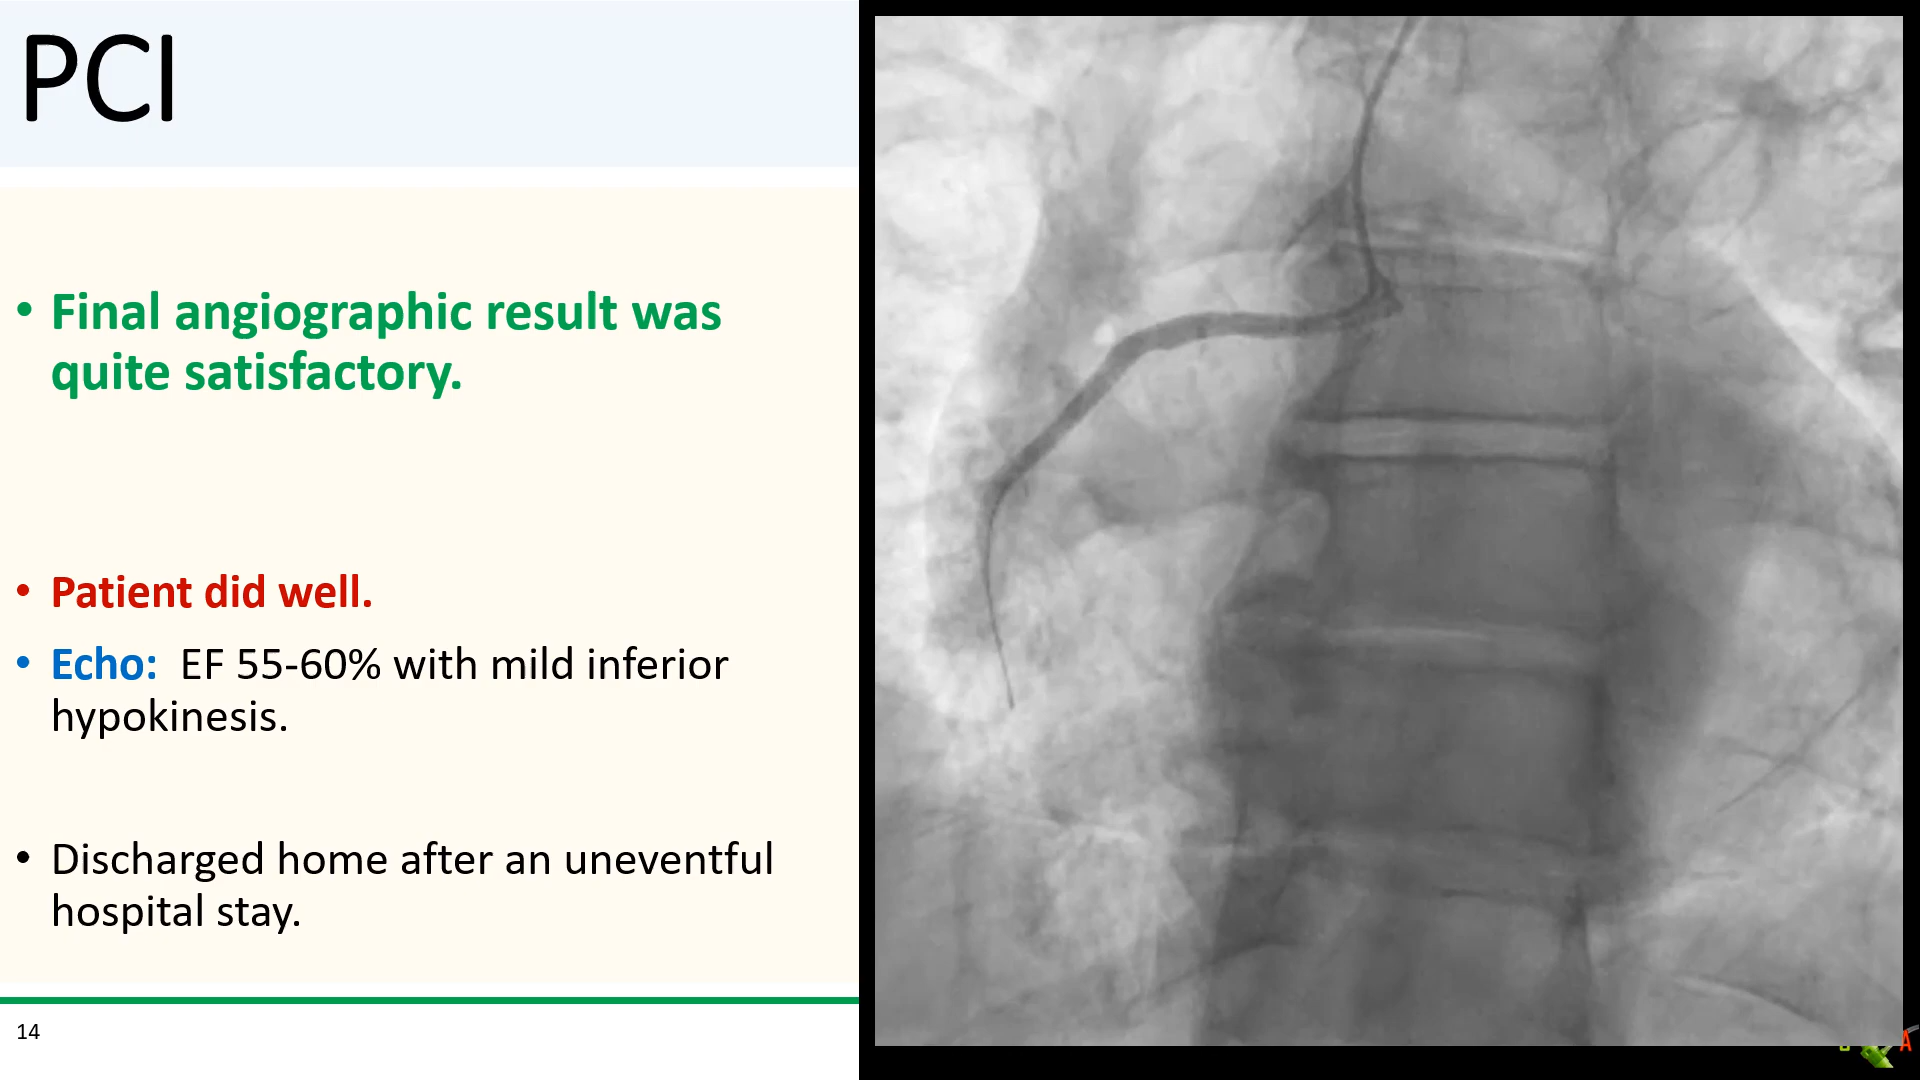 PCI
• Final angiographic result was
quite satisfactory.
• Patient did well.
• Echo: EF 55-60% with mild inferior
hypokinesis.
• Discharged home after an uneventful
hospital stay.
14
A